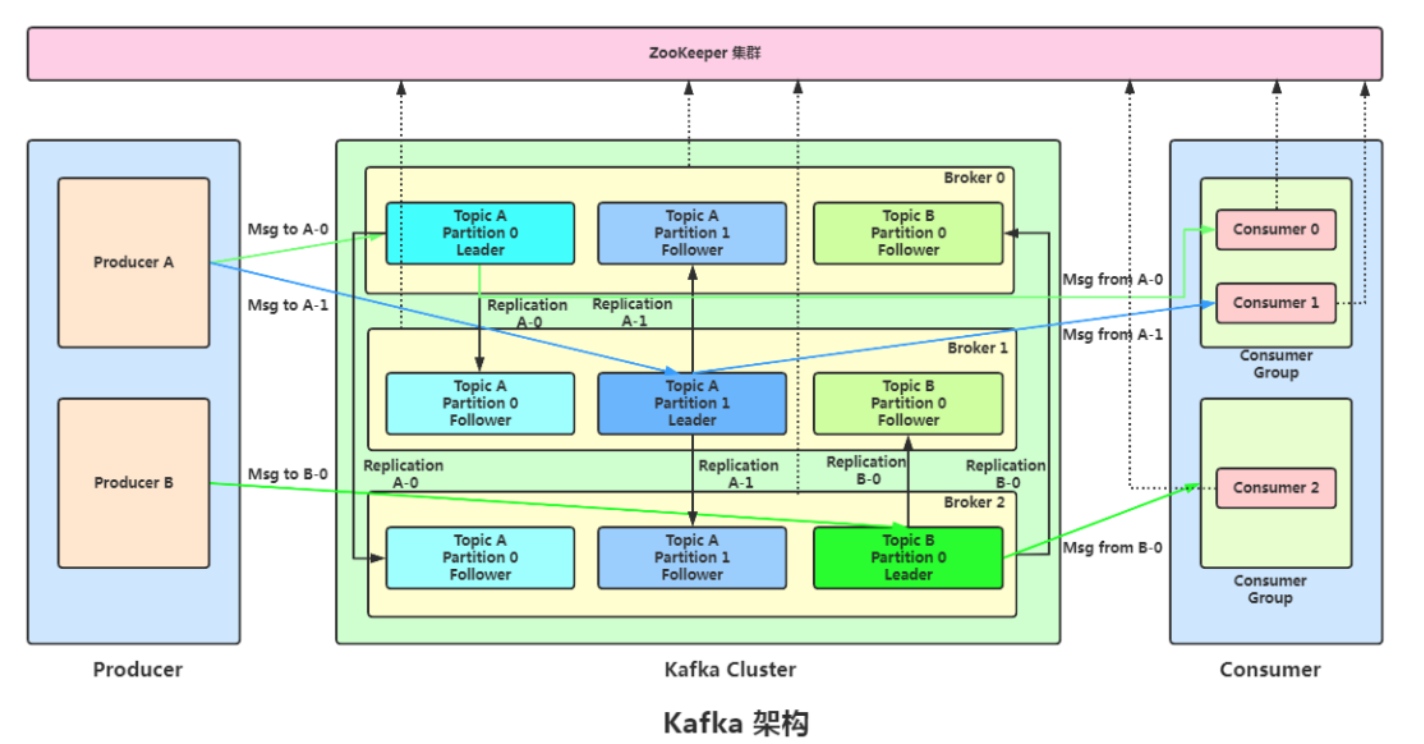 ZooKeeper 集群
Producer A
Producer B
Producer
Msg to A-0
Msg to A-1
Msg to B-0
Broker 0
Topic A
Partition 0
Leader
Topic A
Partition 1
Follower
Topic B
Partition 0
Follower
Replication
A-0
Replication
A-1
Broker 1
Topic A
Partition 0
Follower
Topic A
Partition 1
Leader
Topic B
Partition 0
Follower
Replication
A-0
Replication
A-1
Replication
B-0
Replication
B-0
Broker 2
Topic A
Partition 0
Follower
Topic A
Partition 1
Follower
Topic B
Partition 0
Leader
Kafka Cluster
Msg from A-0
Msg from A-1
Msg from B-0
Consumer 0
Consumer 1
Consumer
Group
Consumer 2
Consumer
Group
Consumer
Kafka 架构